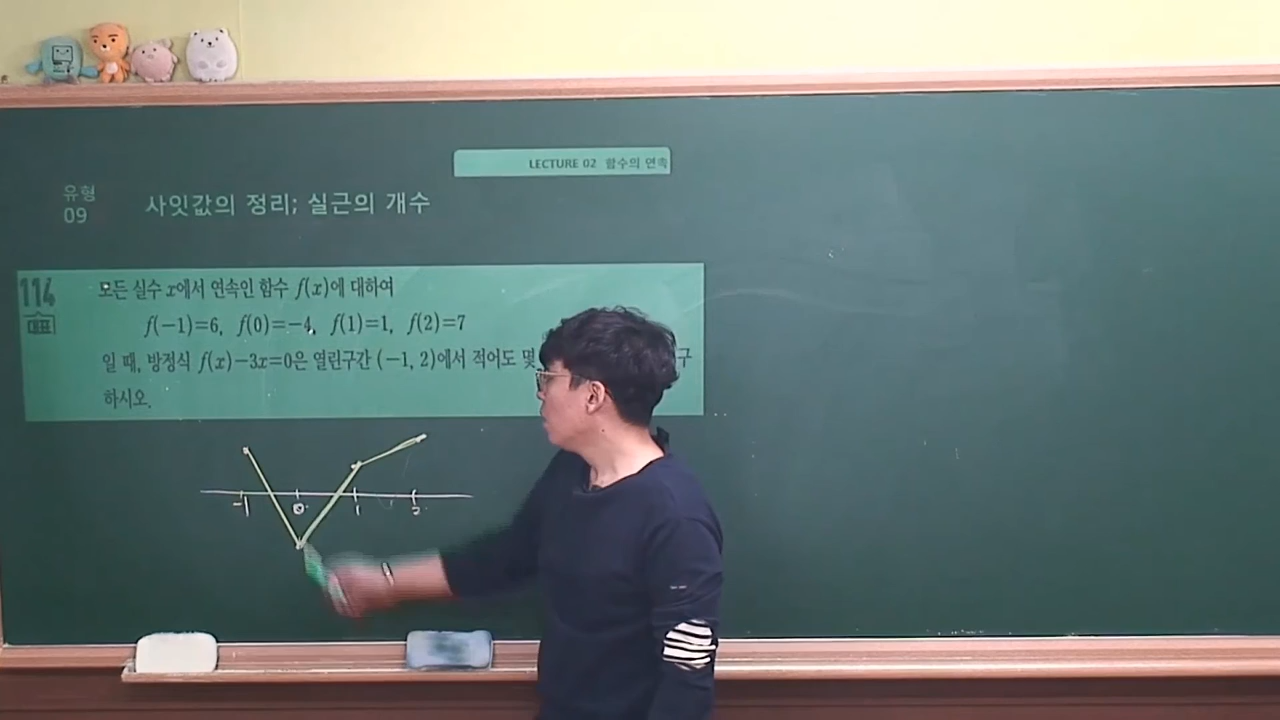 LECTURE 02 함수의 연속
유형
09
사잇값의 정리; 실근의 개수
114
대표
모든 실수 x에서 연속인 함수 f(x)에 대하여
f(-1)=6, f(0)=-4, f(1)=1, f(2)=7
일 때, 방정식 f(x)-3x=0은 열린구간 (-1, 2)에서 적어도 몇 구
하시오.
-1 0 1 2